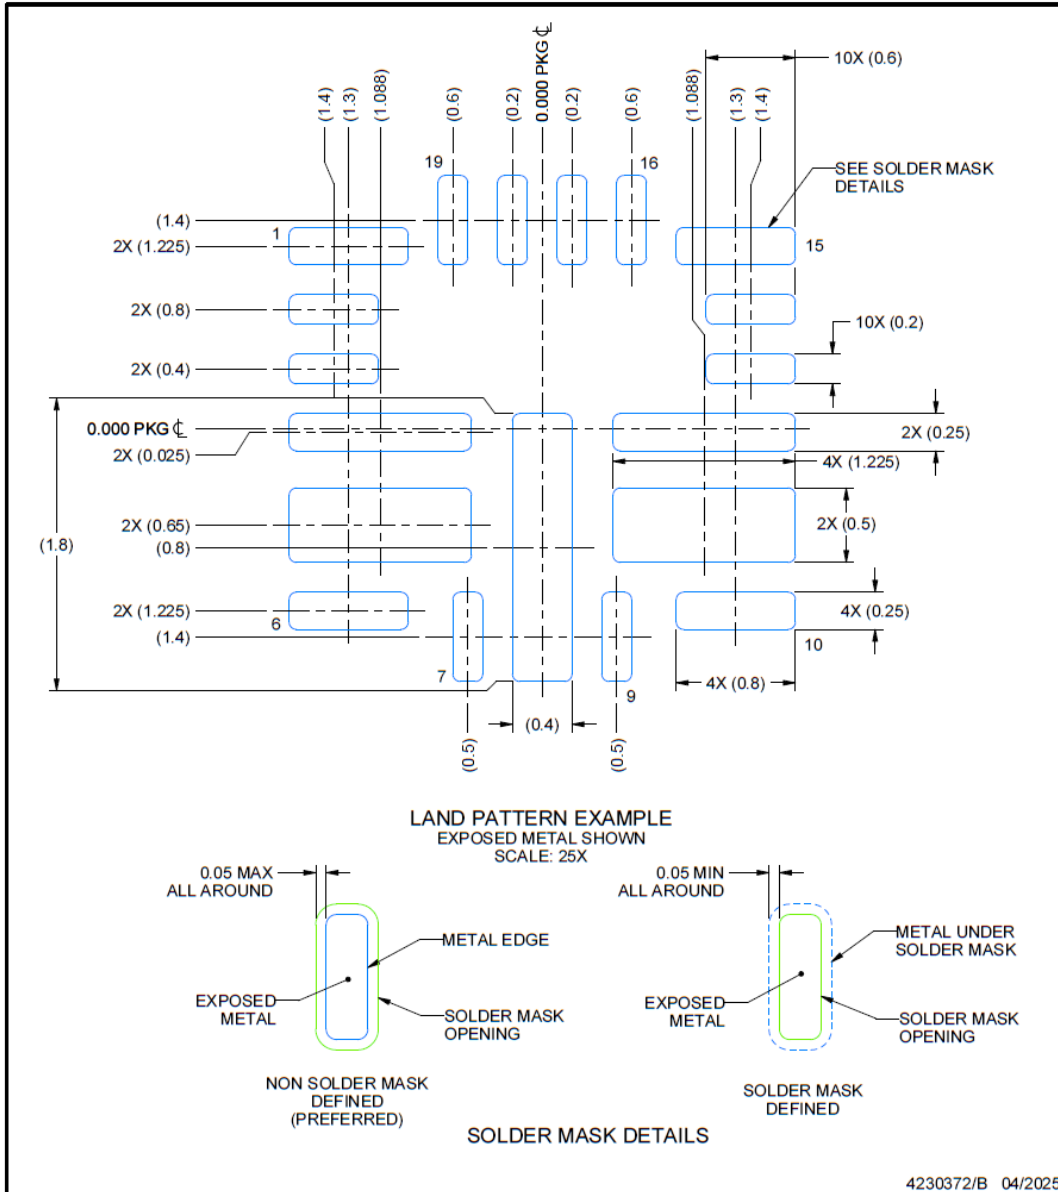 0.000 PKG ℄
10X (0.6)
(1.4)
(1.3)
(1.088)
(0.6)
(0.2)
(0.2)
(0.6)
(1.088)
(1.3)
(1.4)
19
16
SEE SOLDER MASK
DETAILS
(1.4)
1
2X (1.225)
15
2X (0.8)
10X (0.2)
2X (0.4)
0.000 PKG ℄
2X (0.25)
2X (0.025)
4X (1.225)
2X (0.65)
2X (0.5)
(1.8)
(0.8)
2X (1.225)
4X (0.25)
6
(1.4)
10
7
9
4X (0.8)
(0.4)
(0.5)
(0.5)
LAND PATTERN EXAMPLE
EXPOSED METAL SHOWN
SCALE: 25X
0.05 MAX
ALL AROUND
METAL EDGE
EXPOSED
METAL
SOLDER MASK
OPENING
NON SOLDER MASK
DEFINED
(PREFERRED)
0.05 MIN
ALL AROUND
METAL UNDER
SOLDER MASK
EXPOSED
METAL
SOLDER MASK
OPENING
SOLDER MASK
DEFINED
SOLDER MASK DETAILS
4230372/B 04/2025